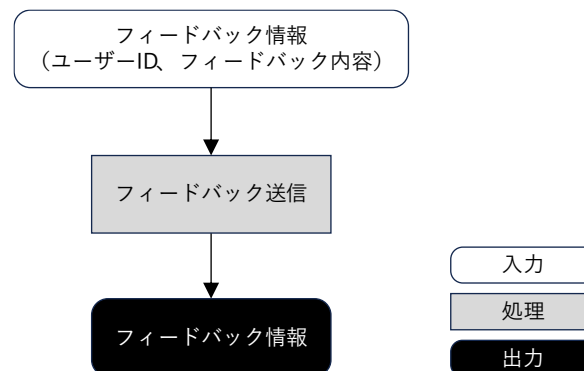 フィードバック情報
（ユーザーID、フィードバック内容）
フィードバック送信
フィードバック情報
入力
処理
出力